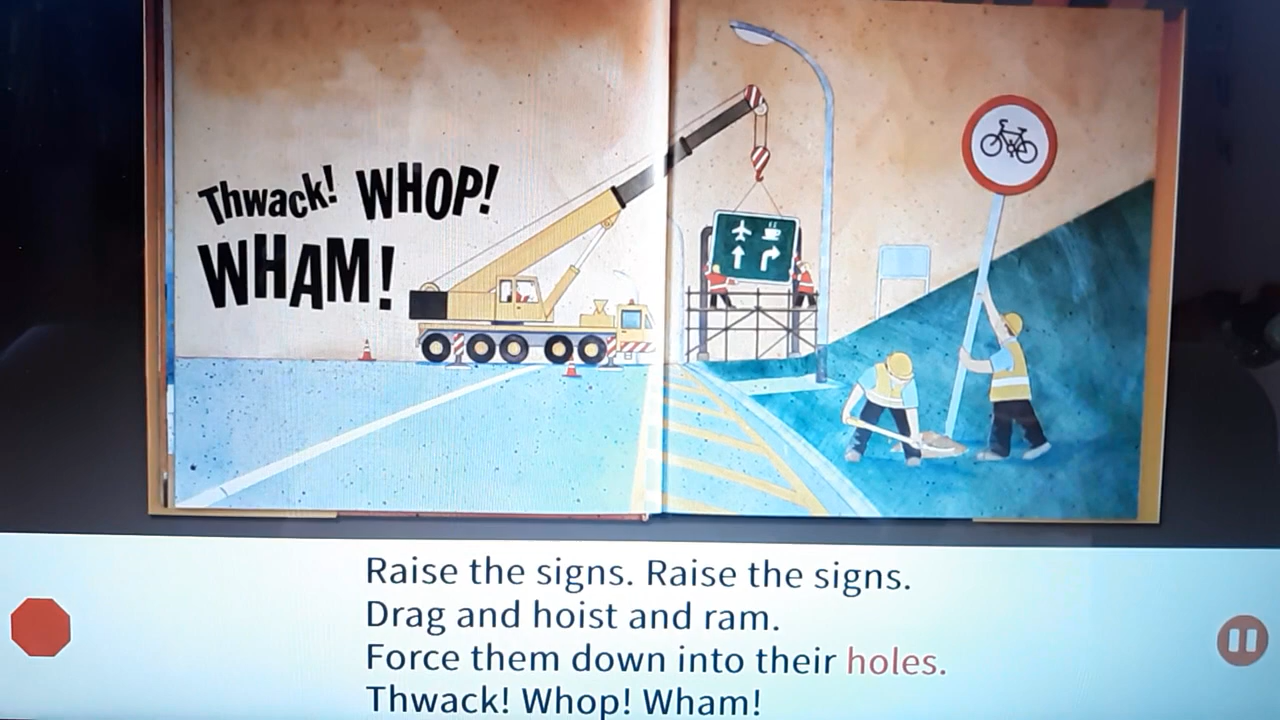 Thwack! WHOP!
WHAM!
Raise the signs. Raise the signs.
Drag and hoist and ram.
Force them down into their holes.
Thwack! Whop! Wham!